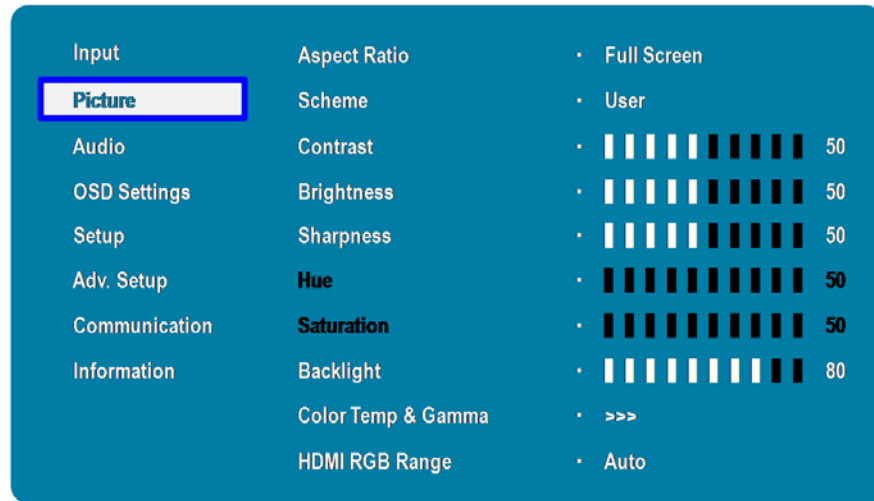 Input Aspect Ratio · Full Screen
Picture Scheme · User
Audio Contrast · 50
OSD Settings Brightness · 50
Setup Sharpness · 50
Adv. Setup Hue · 50
Communication Saturation · 50
Information Backlight · 80
Color Temp & Gamma · >>>
HDMI RGB Range · Auto